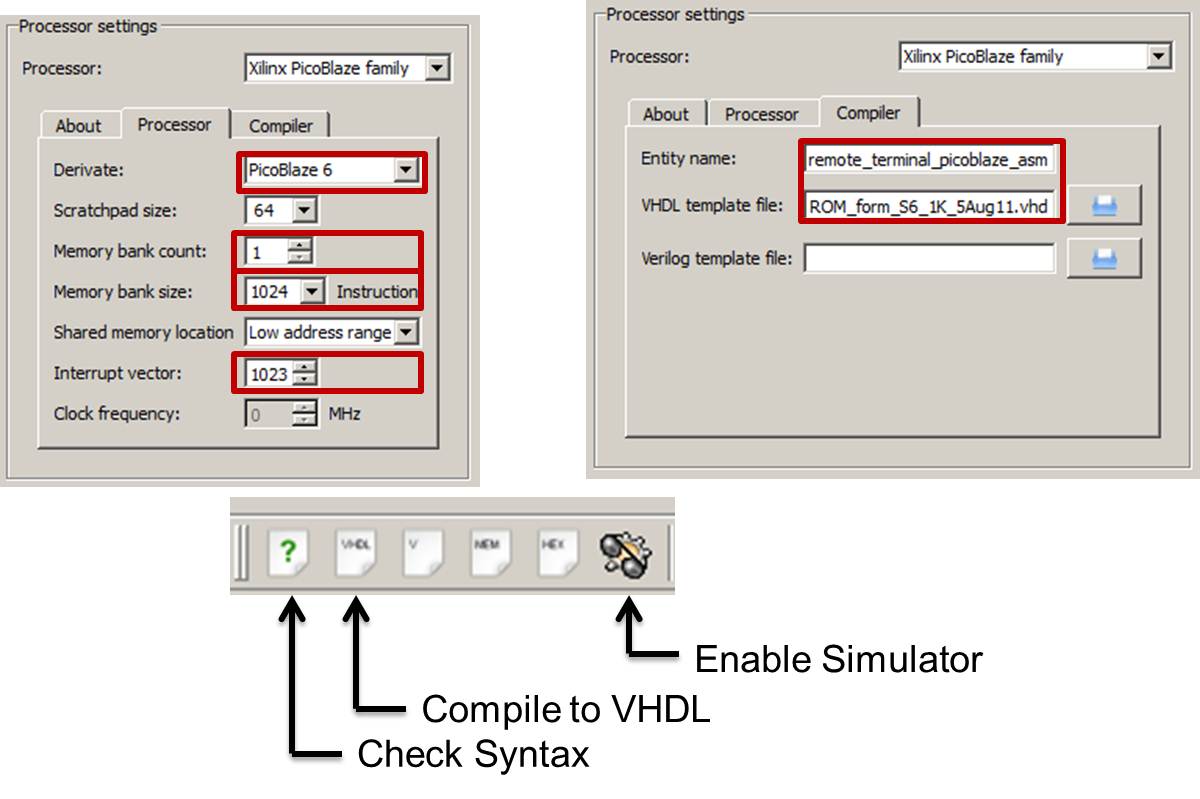 Processor settings
Processor: Xilinx PicoBlaze family
About Processor Compiler
Derivate: PicoBlaze 6
Scratchpad size: 64
Memory bank count: 1
Memory bank size: 1024 Instruction
Shared memory location Low address range
Interrupt vector: 1023
Clock frequency: 0 MHz
Processor settings
Processor: Xilinx PicoBlaze family
About Processor Compiler
Entity name: remote_terminal_picoblaze_asm
VHDL template file: ROM_form_S6_1K_5Aug11.vhd
Verilog template file:
? VHDL V MEM HEX
Enable Simulator
Compile to VHDL
Check Syntax